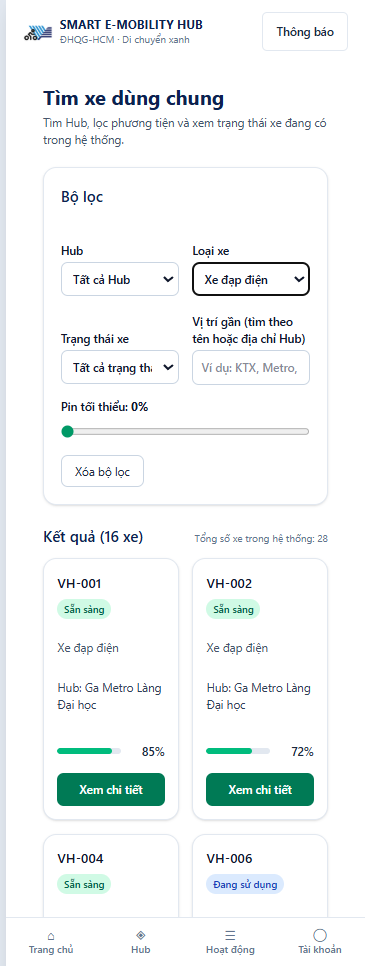 SMART E-MOBILITY HUB
ĐHQG-HCM · Di chuyển xanh
Thông báo
Tìm xe dùng chung
Tìm Hub, lọc phương tiện và xem trạng thái xe đang có
trong hệ thống.
Bộ lọc
Hub
Loại xe
Tất cả Hub
Xe đạp điện
Trạng thái xe
Vị trí gần (tìm theo
tên hoặc địa chỉ Hub)
Tất cả trạng thá
Ví dụ: KTX, Metro,
Pin tối thiểu: 0%
Xóa bộ lọc
Kết quả (16 xe)
Tổng số xe trong hệ thống: 28
VH-001
Sẵn sàng
Xe đạp điện
Hub: Ga Metro Làng
Đại học
85%
Xem chi tiết
VH-002
Sẵn sàng
Xe đạp điện
Hub: Ga Metro Làng
Đại học
72%
Xem chi tiết
VH-004
Sẵn sàng
VH-006
Đang sử dụng
Trang chủ
Hub
Hoạt động
Tài khoản